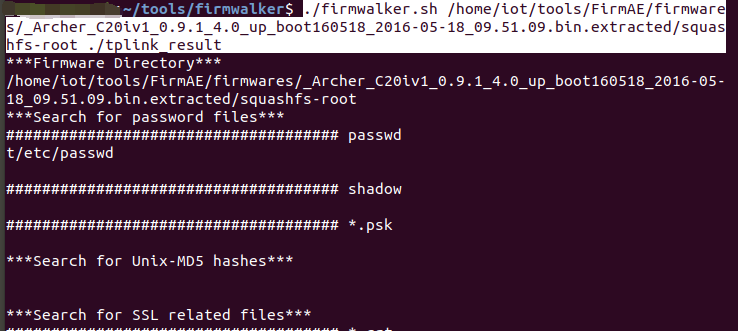 :~/tools/firmwalker$ ./firmwalker.sh /home/iot/tools/FirmAE/firmware
s/_Archer_C20iv1_0.9.1_4.0_up_boot160518_2016-05-18_09.51.09.bin.extracted/squas
hfs-root ./tplink_result
***Firmware Directory***
/home/iot/tools/FirmAE/firmwares/_Archer_C20iv1_0.9.1_4.0_up_boot160518_2016-05-
18_09.51.09.bin.extracted/squashfs-root
***Search for password files***
##################################### passwd
t/etc/passwd
##################################### shadow
##################################### *.psk
***Search for Unix-MD5 hashes***
***Search for SSL related files***